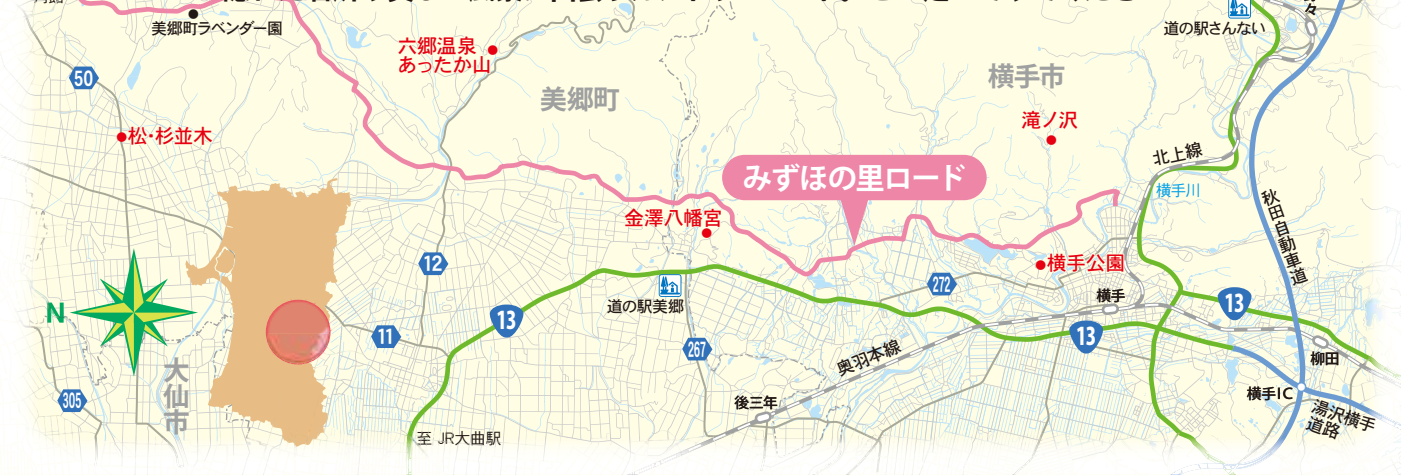 美郷町ラベンダー園
六郷温泉
あったか山
道の駅さんない
50
美郷町
横手市
松・杉並木
滝ノ沢
北上線
みずほの里ロード
横手川
秋田自動車道
金澤八幡宮
12
横手公園
272
道の駅美郷
横手
13
N
13
11
13
267
奥羽本線
柳田
大仙市
305
後三年
横手IC
湯沢横手
道路
至 JR大曲駅